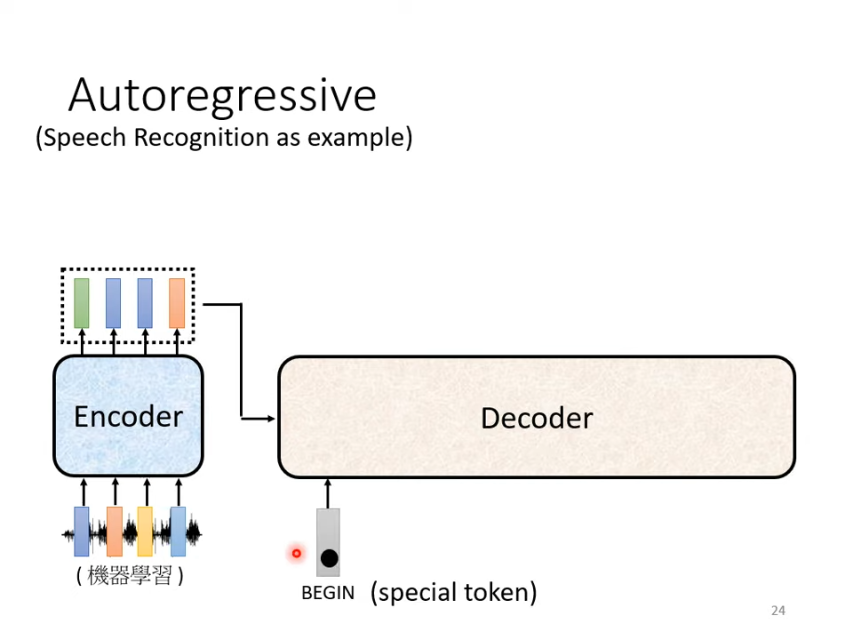 Autoregressive
(Speech Recognition as example)
Encoder
Decoder
(機器學習)
BEGIN (special token)
24